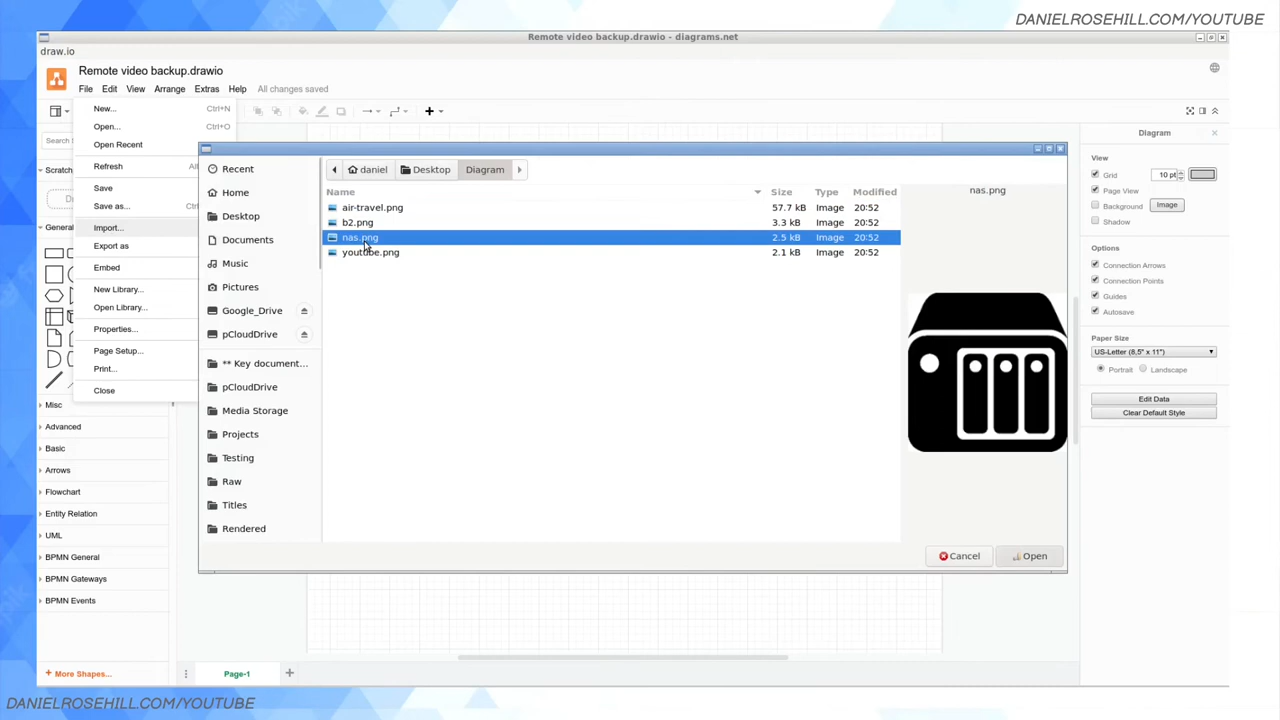 DANIELROSEHILL.COM/YOUTUBE
Remote video backup.drawio - diagrams.net
draw.io
Remote video backup.drawio
File Edit View Arrange Extras Help All changes saved
New... Ctrl+N
Open... Ctrl+O
Open Recent
Refresh
Save
Save as...
Import...
Export as
Embed
New Library...
Open Library...
Properties...
Page Setup...
Print...
Close
Search
Scratch
General
Misc
Advanced
Basic
Arrows
Flowchart
Entity Relation
UML
BPMN General
BPMN Gateways
BPMN Events
+ More Shapes...
Recent
Home
Desktop
Documents
Music
Pictures
Google_Drive
pCloudDrive
** Key document...
pCloudDrive
Media Storage
Projects
Testing
Raw
Titles
Rendered
daniel Desktop Diagram
Name Size Type Modified
air-travel.png 57.7 kB Image 20:52
b2.png 3.3 kB Image 20:52
nas.png 2.5 kB Image 20:52
youtube.png 2.1 kB Image 20:52
nas.png
Cancel Open
Diagram
View
Grid 10 pt
Page View
Background Image
Shadow
Options
Connection Arrows
Connection Points
Guides
Autosave
Paper Size
US-Letter (8,5" x 11")
Portrait Landscape
Edit Data
Clear Default Style
Page-1
DANIELROSEHILL.COM/YOUTUBE